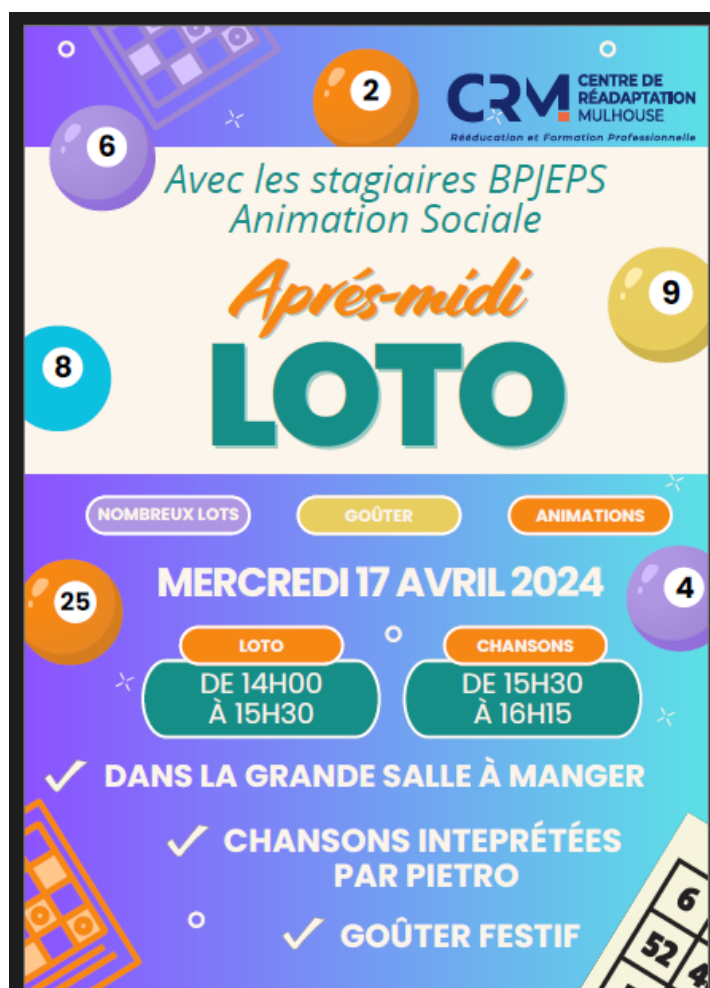 2
CRM CENTRE DE
RÉADAPTATION
MULHOUSE
Rééducation et Formation Professionnelle
6
Avec les stagiaires BPJEPS
Animation Sociale
Aprés-midi
9
LOTO
8
NOMBREUX LOTS GOÛTER ANIMATIONS
MERCREDI 17 AVRIL 2024
25
4
LOTO CHANSONS
DE 14H00 DE 15H30
À 15H30 À 16H15
DANS LA GRANDE SALLE À MANGER
CHANSONS INTEPRÉTÉES
PAR PIETRO
GOÛTER FESTIF
6
52